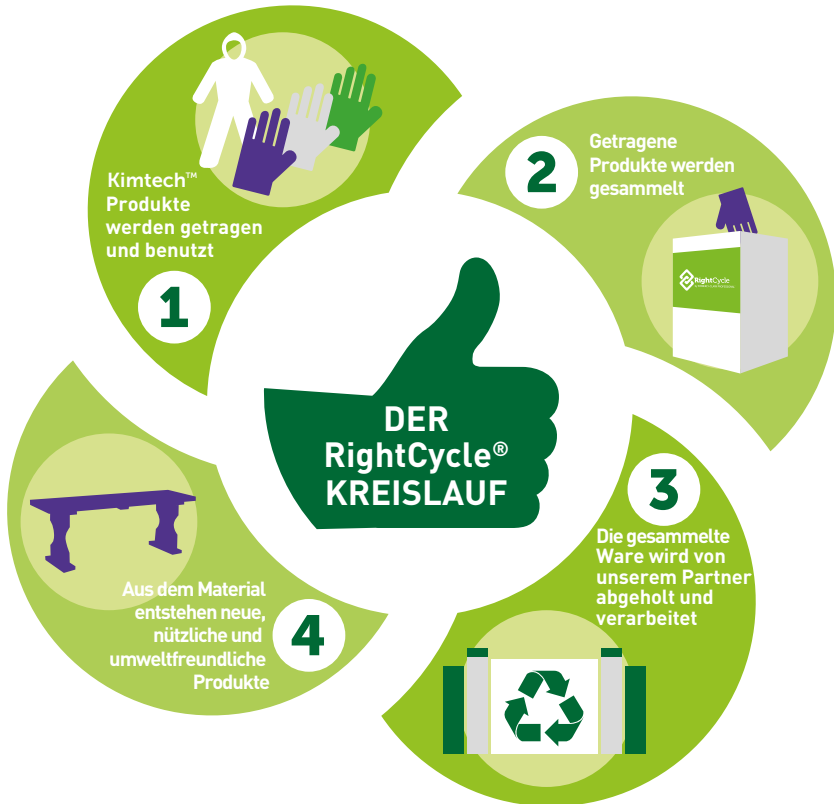 Kimtech™
Produkte
werden getragen
und benutzt
1
2
Getragene
Produkte werden
gesammelt
RightCycle
DER
RightCycle®
KREISLAUF
3
Die gesammelte
Ware wird von
unserem Partner
abgeholt und
verarbeitet
Aus dem Material
entstehen neue,
nützliche und
umweltfreundliche
Produkte
4